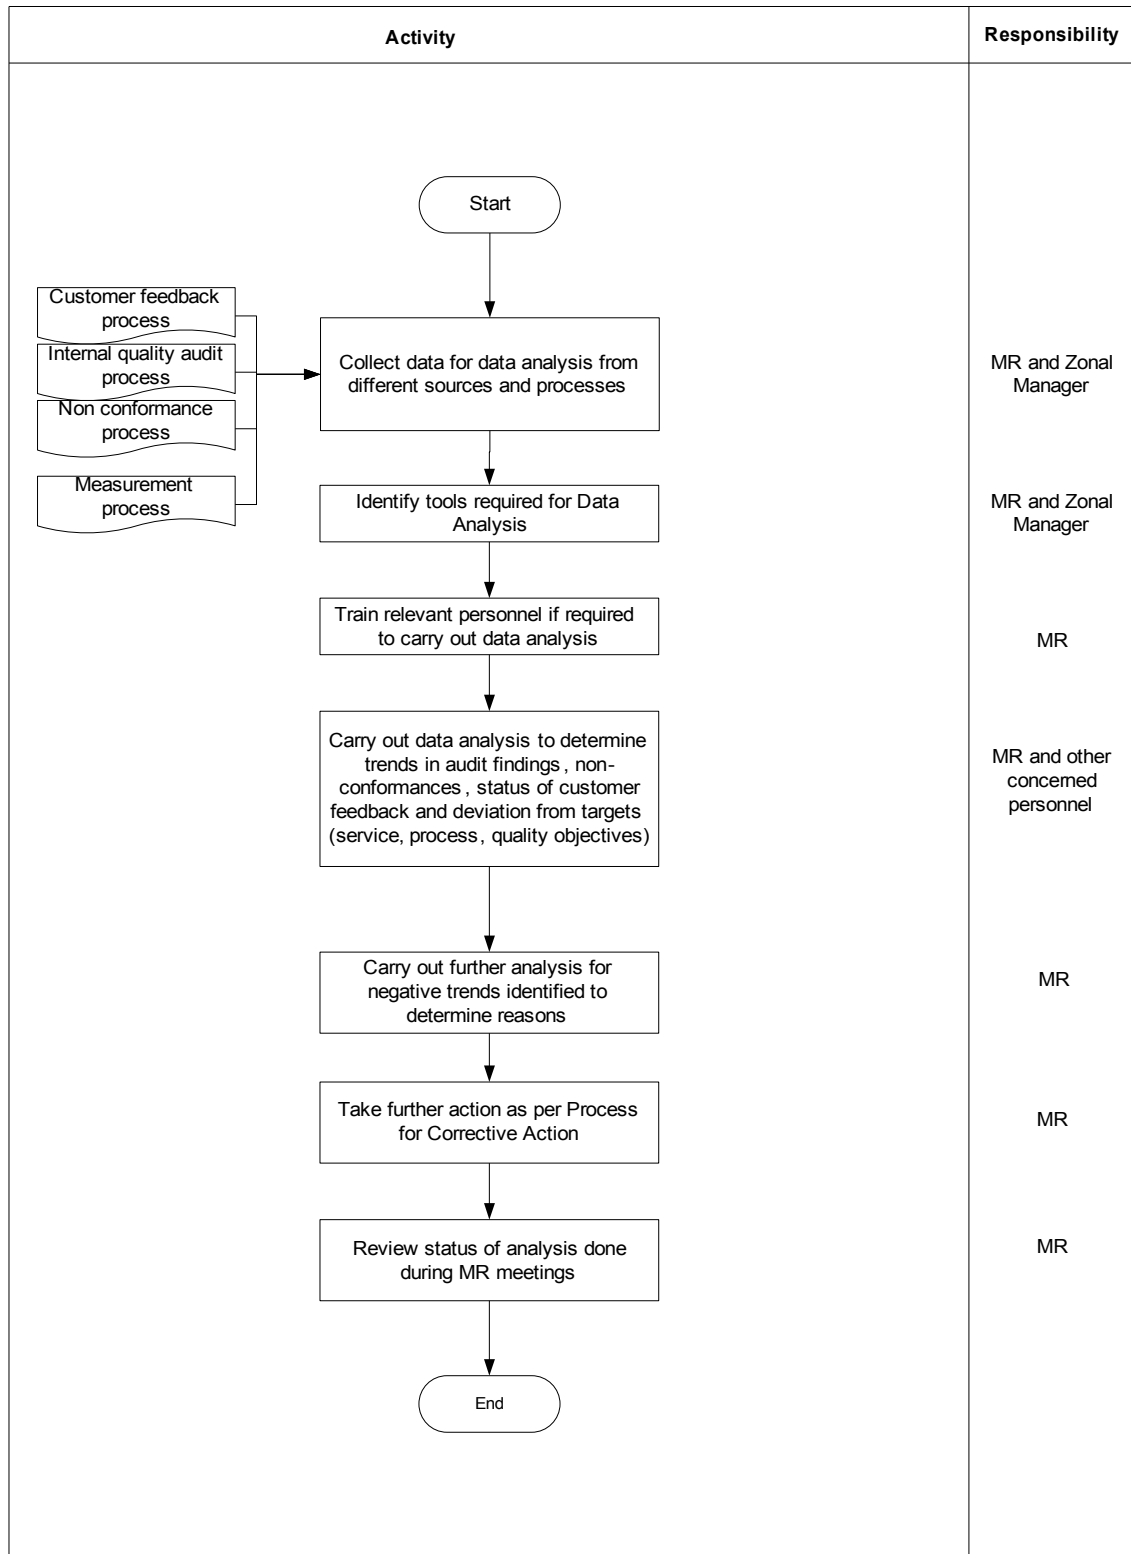 Activity
Responsibility
Start
Customer feedback
process
Internal quality audit
process
Non conformance
process
Measurement
process
Collect data for data analysis from
different sources and processes
MR and Zonal
Manager
Identify tools required for Data
Analysis
MR and Zonal
Manager
Train relevant personnel if required
to carry out data analysis
MR
Carry out data analysis to determine
trends in audit findings, non-
conformances, status of customer
feedback and deviation from targets
(service, process, quality objectives)
MR and other
concerned
personnel
Carry out further analysis for
negative trends identified to
determine reasons
MR
Take further action as per Process
for Corrective Action
MR
Review status of analysis done
during MR meetings
MR
End